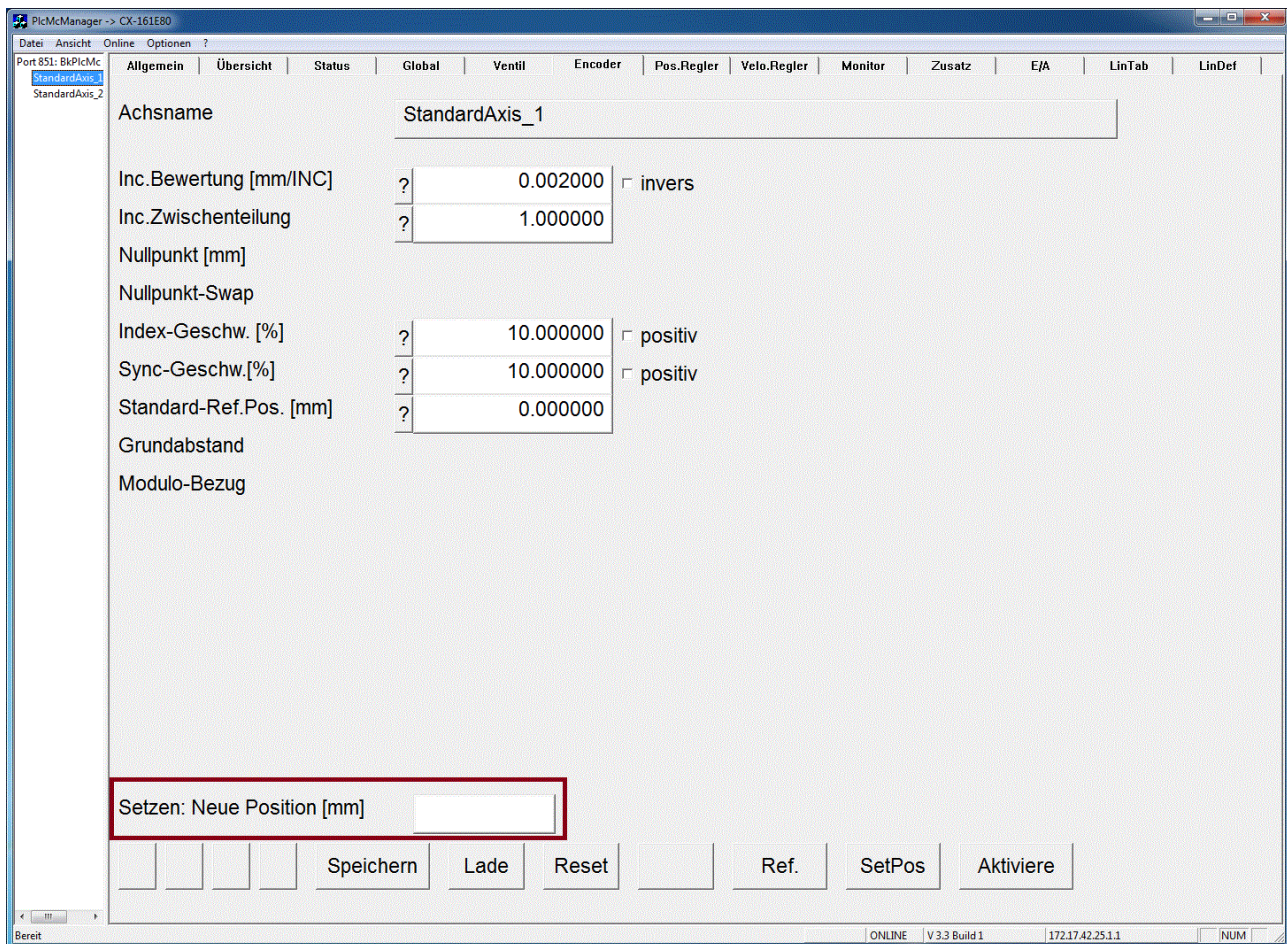 PlcMcManager -> CX-161E80
Datei Ansicht Online Optionen ?
Port 851: BkPlcMc
StandardAxis_1
StandardAxis_2
Allgemein Übersicht Status Global Ventil Encoder Pos.Regler Velo.Regler Monitor Zusatz E/A LinTab LinDef
Achsname StandardAxis_1
Inc.Bewertung [mm/INC] ? 0.002000 invers
Inc.Zwischenteilung ? 1.000000
Nullpunkt [mm]
Nullpunkt-Swap
Index-Geschw. [%] ? 10.000000 positiv
Sync-Geschw.[%] ? 10.000000 positiv
Standard-Ref.Pos. [mm] ? 0.000000
Grundabstand
Modulo-Bezug
Setzen: Neue Position [mm]
Speichern Lade Reset Ref. SetPos Aktiviere
Bereit ONLINE V 3.3 Build 1 172.17.42.25.1.1 NUM